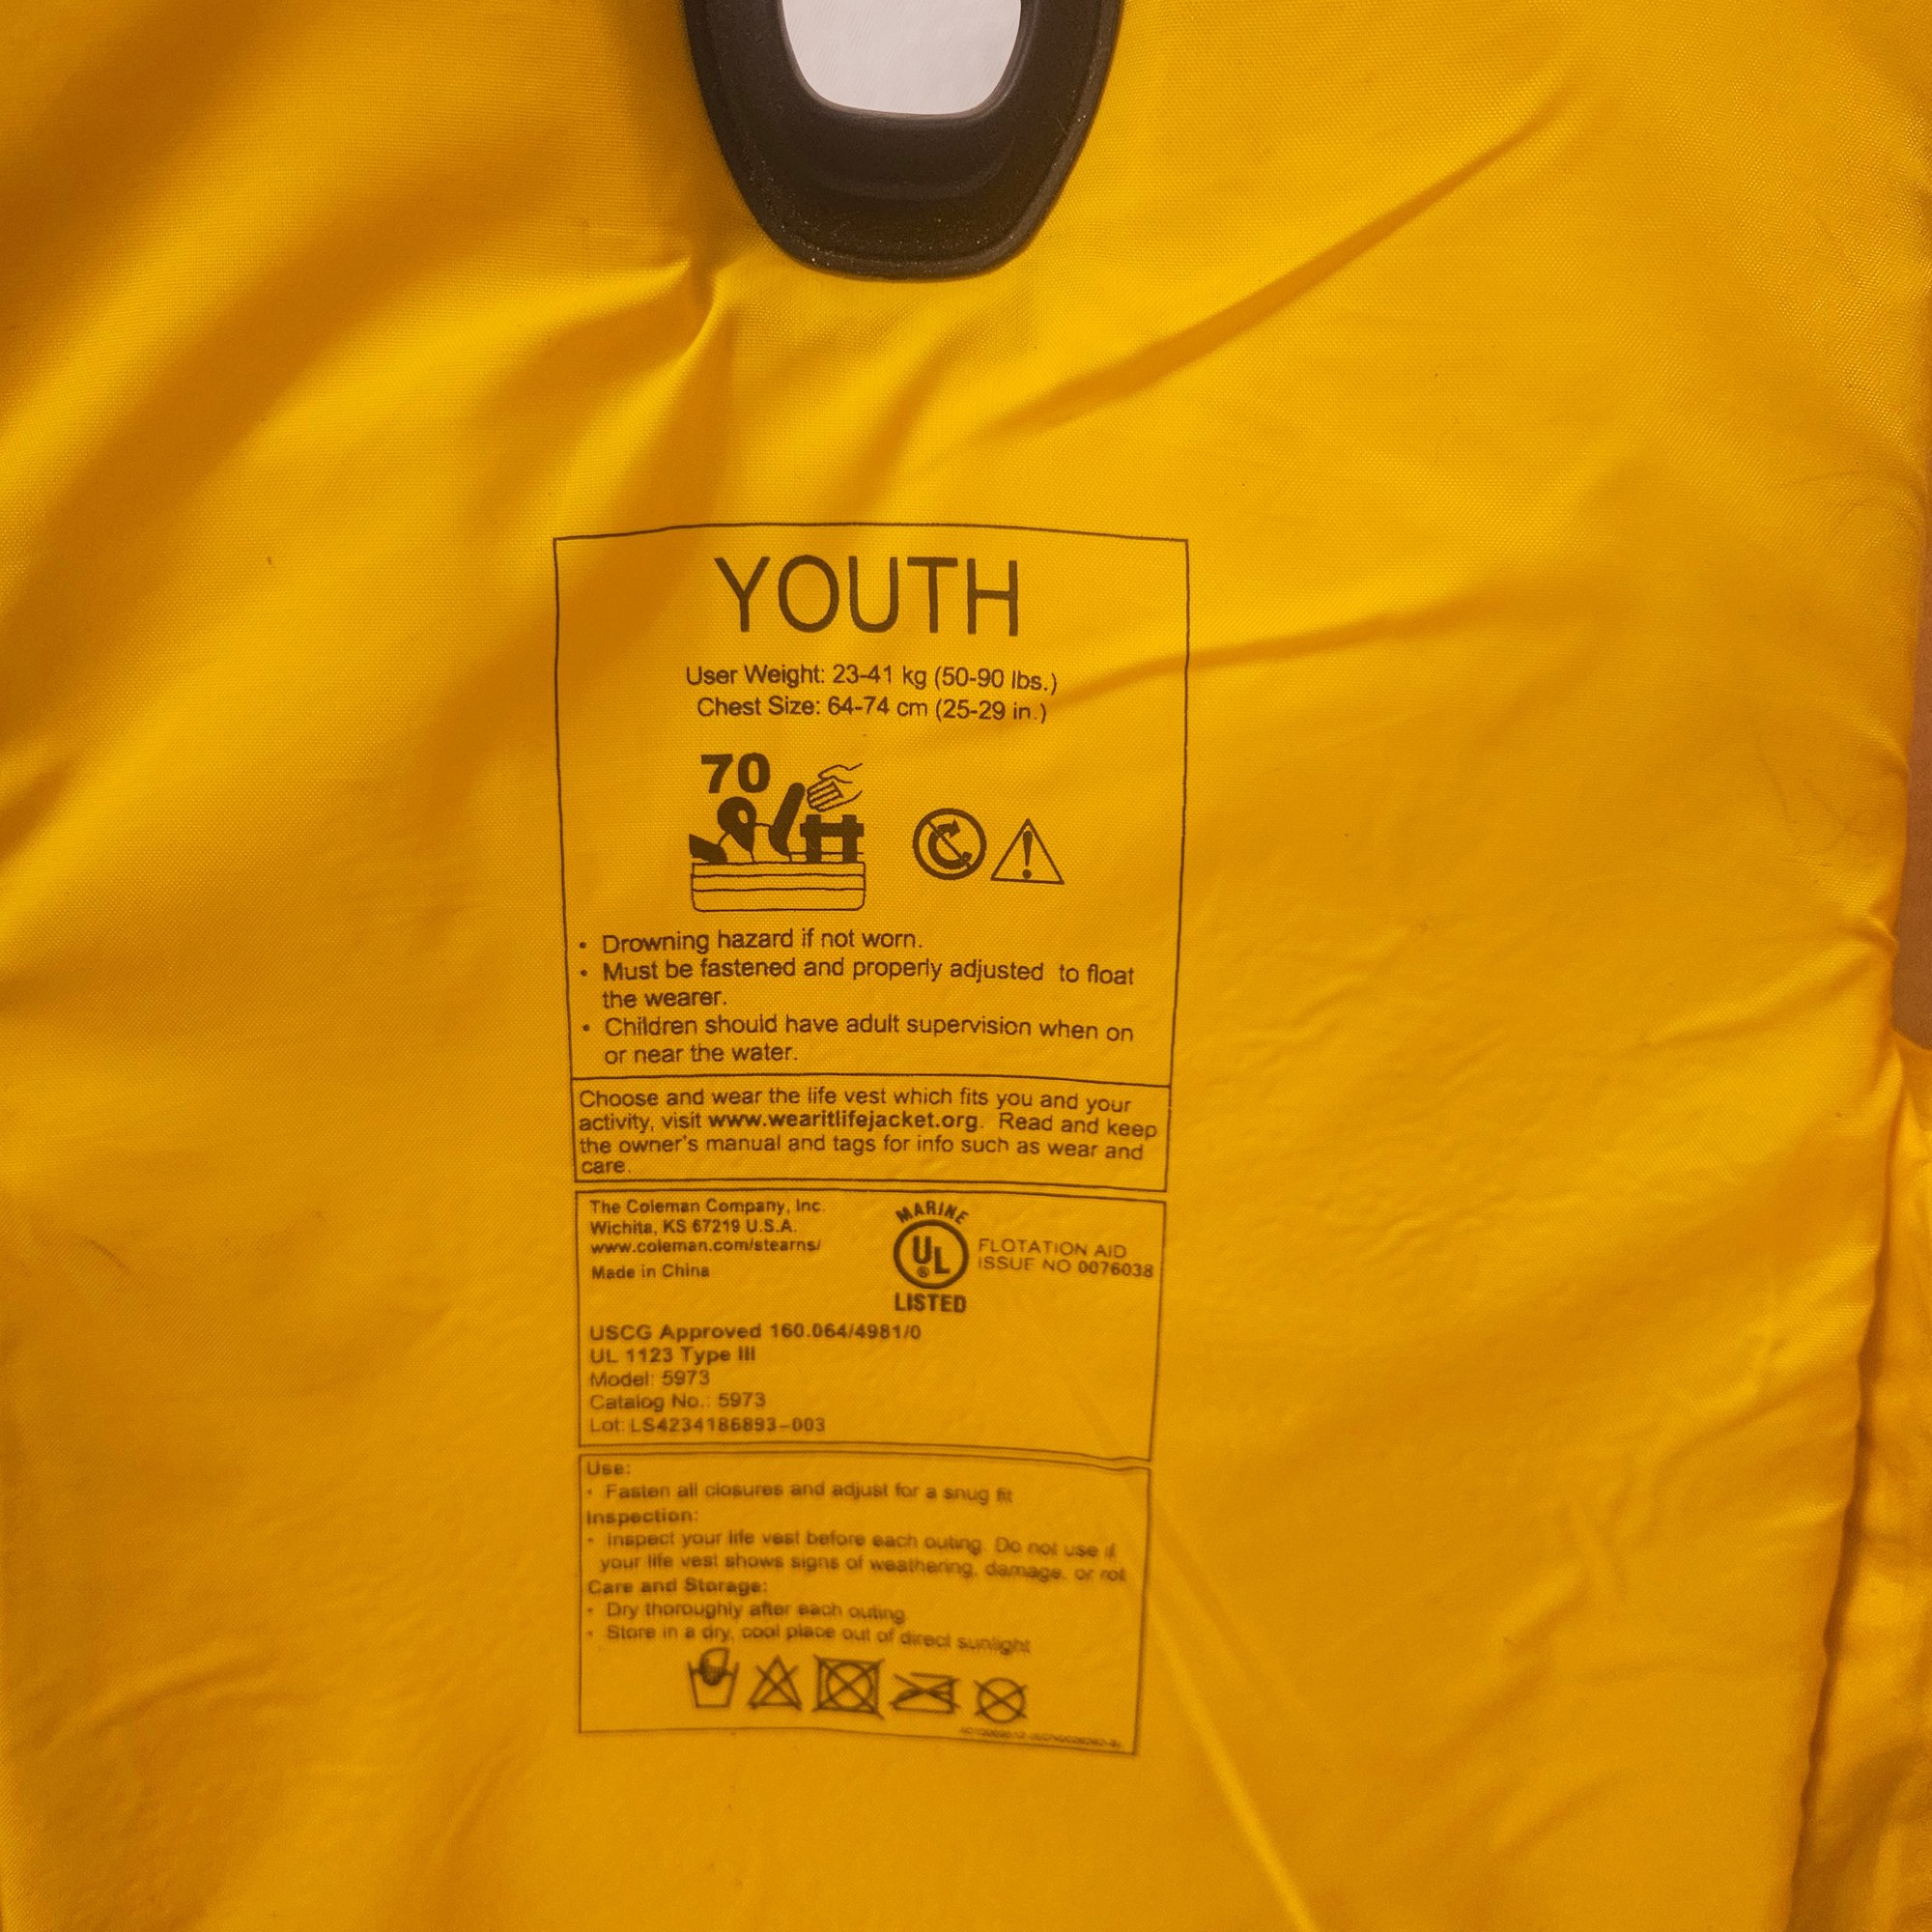 YOUTH
User Weight: 23-41 kg (50-90 lbs.)
Chest Size: 64-74 cm (25-29 in.)
70
• Drowning hazard if not worn.
• Must be fastened and properly adjusted to float
the wearer.
• Children should have adult supervision when on
or near the water.
Choose and wear the life vest which fits you and your
activity, visit www.wearitlifejacket.org. Read and keep
the owner's manual and tags for info such as wear and
care.
The Coleman Company, Inc.
Wichita, KS 67219 U.S.A.
www.coleman.com/stearns/
Made in China
MARINE
UL ®
LISTED
FLOTATION AID
ISSUE NO 0076038
USCG Approved 160.064/4981/0
UL 1123 Type III
Model: 5973
Catalog No.: 5973
Lot: LS4234186893-003
Use:
• Fasten all closures and adjust for a snug fit
Inspection:
• Inspect your life vest before each outing. Do not use if
your life vest shows signs of weathering, damage, or rot
Care and Storage:
• Dry thoroughly after each outing.
• Store in a dry, cool place out of direct sunlight